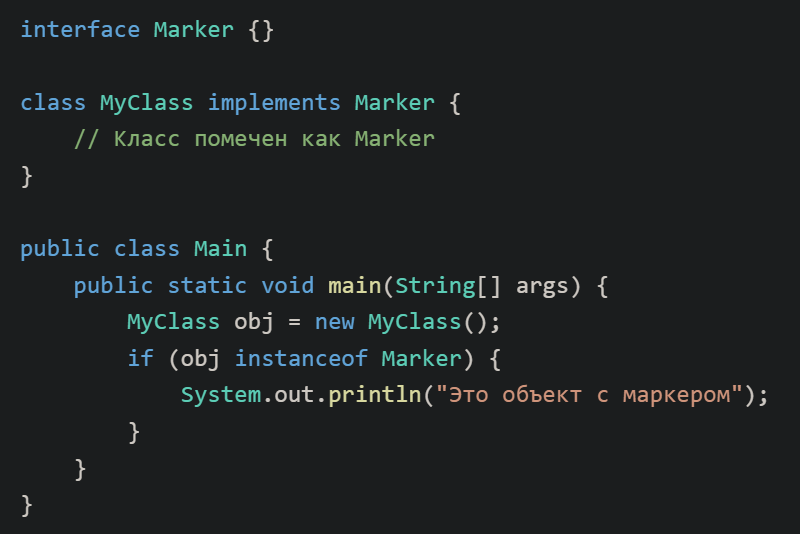 interface Marker {}
class MyClass implements Marker {
// Класс помечен как Marker
}
public class Main {
public static void main(String[] args) {
MyClass obj = new MyClass();
if (obj instanceof Marker) {
System.out.println("Это объект с маркером");
}
}
}